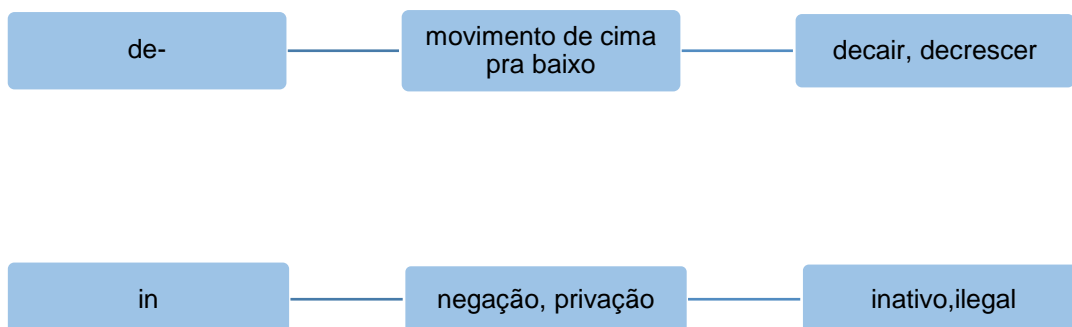 de-
movimento de cima
pra baixo
decair, decrescer
in
negação, privação
inativo,ilegal